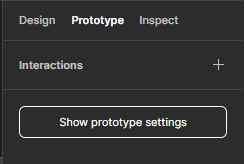 Design Prototype Inspect
Interactions
Show prototype settings